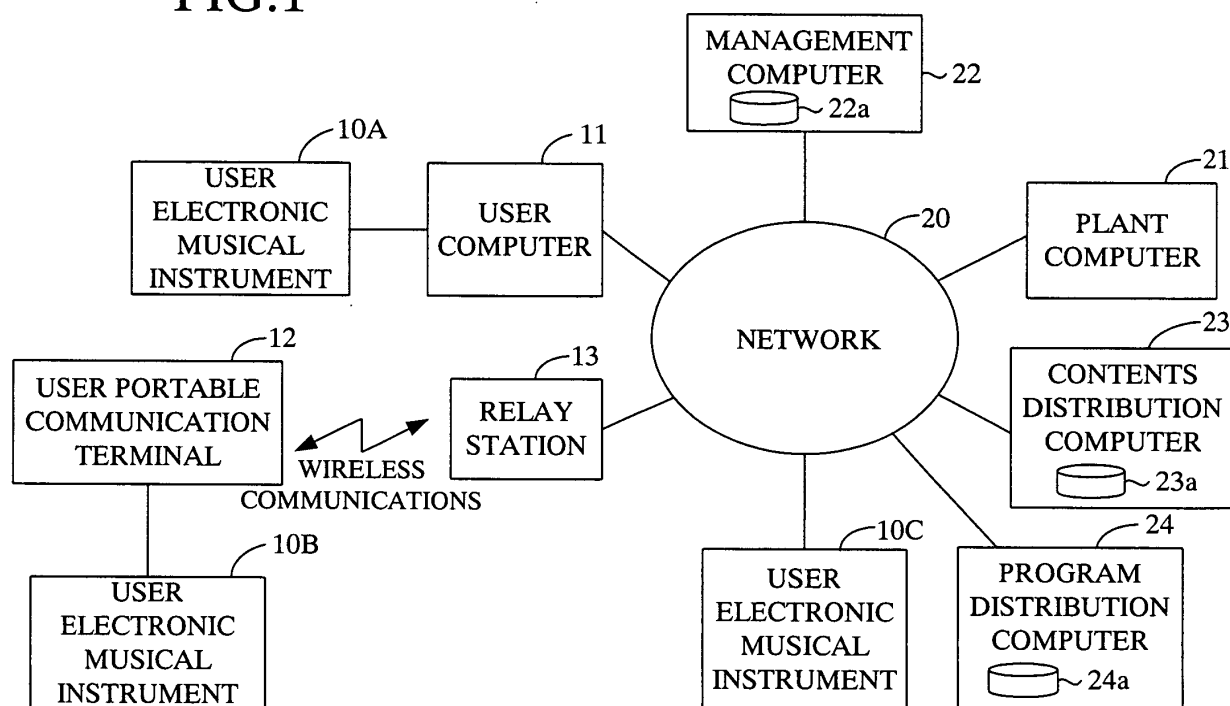 FIG.1
MANAGEMENT
COMPUTER
22
22a
10A
11
21
USER
ELECTRONIC
MUSICAL
INSTRUMENT
USER
COMPUTER
20
PLANT
COMPUTER
NETWORK
12
13
23
USER PORTABLE
COMMUNICATION
TERMINAL
WIRELESS
COMMUNICATIONS
RELAY
STATION
CONTENTS
DISTRIBUTION
COMPUTER
23a
10B
10C
24
USER
ELECTRONIC
MUSICAL
INSTRUMENT
USER
ELECTRONIC
MUSICAL
INSTRUMENT
PROGRAM
DISTRIBUTION
COMPUTER
24a